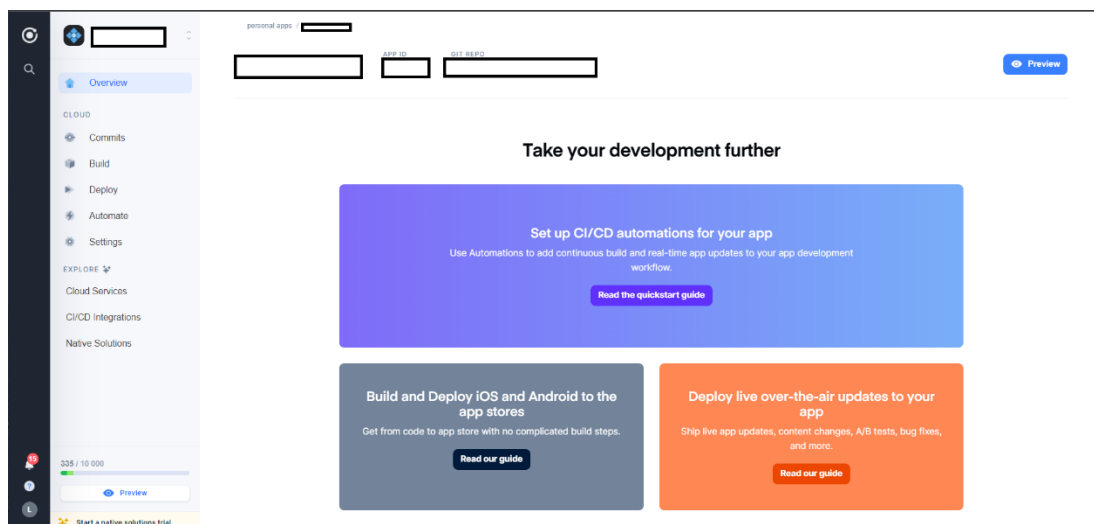 personal apps /
APP ID
GIT REPO
Preview
Overview
CLOUD
Commits
Build
Deploy
Automate
Settings
EXPLORE
Cloud Services
CI/CD Integrations
Native Solutions
15
335 / 10 000
Preview
L
Start a native solutions trial
Take your development further
Set up CI/CD automations for your app
Use Automations to add continuous build and real-time app updates to your app development
workflow.
Read the quickstart guide
Build and Deploy iOS and Android to the
app stores
Get from code to app store with no complicated build steps.
Read our guide
Deploy live over-the-air updates to your
app
Ship live app updates, content changes, A/B tests, bug fixes,
and more.
Read our guide